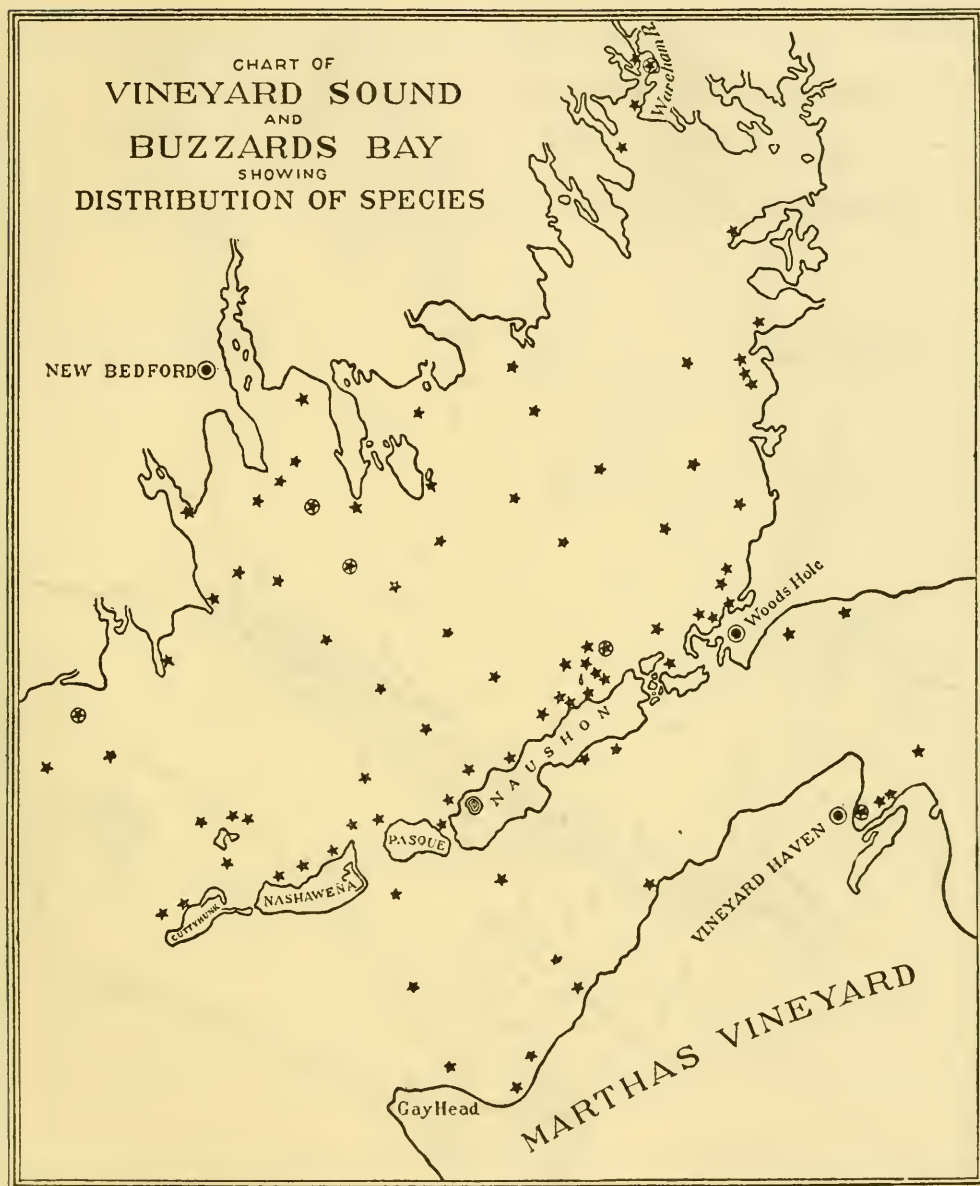 CHART OF
VINEYARD SOUND
AND
BUZZARDS BAY
SHOWING
DISTRIBUTION OF SPECIES
Wareham R.
NEW BEDFORD
Woods Hole
NAUSHON
PASQUE
NASHAWENA
CUTTYHUNK
VINEYARD HAVEN
MARTHAS VINEYARD
Gay Head